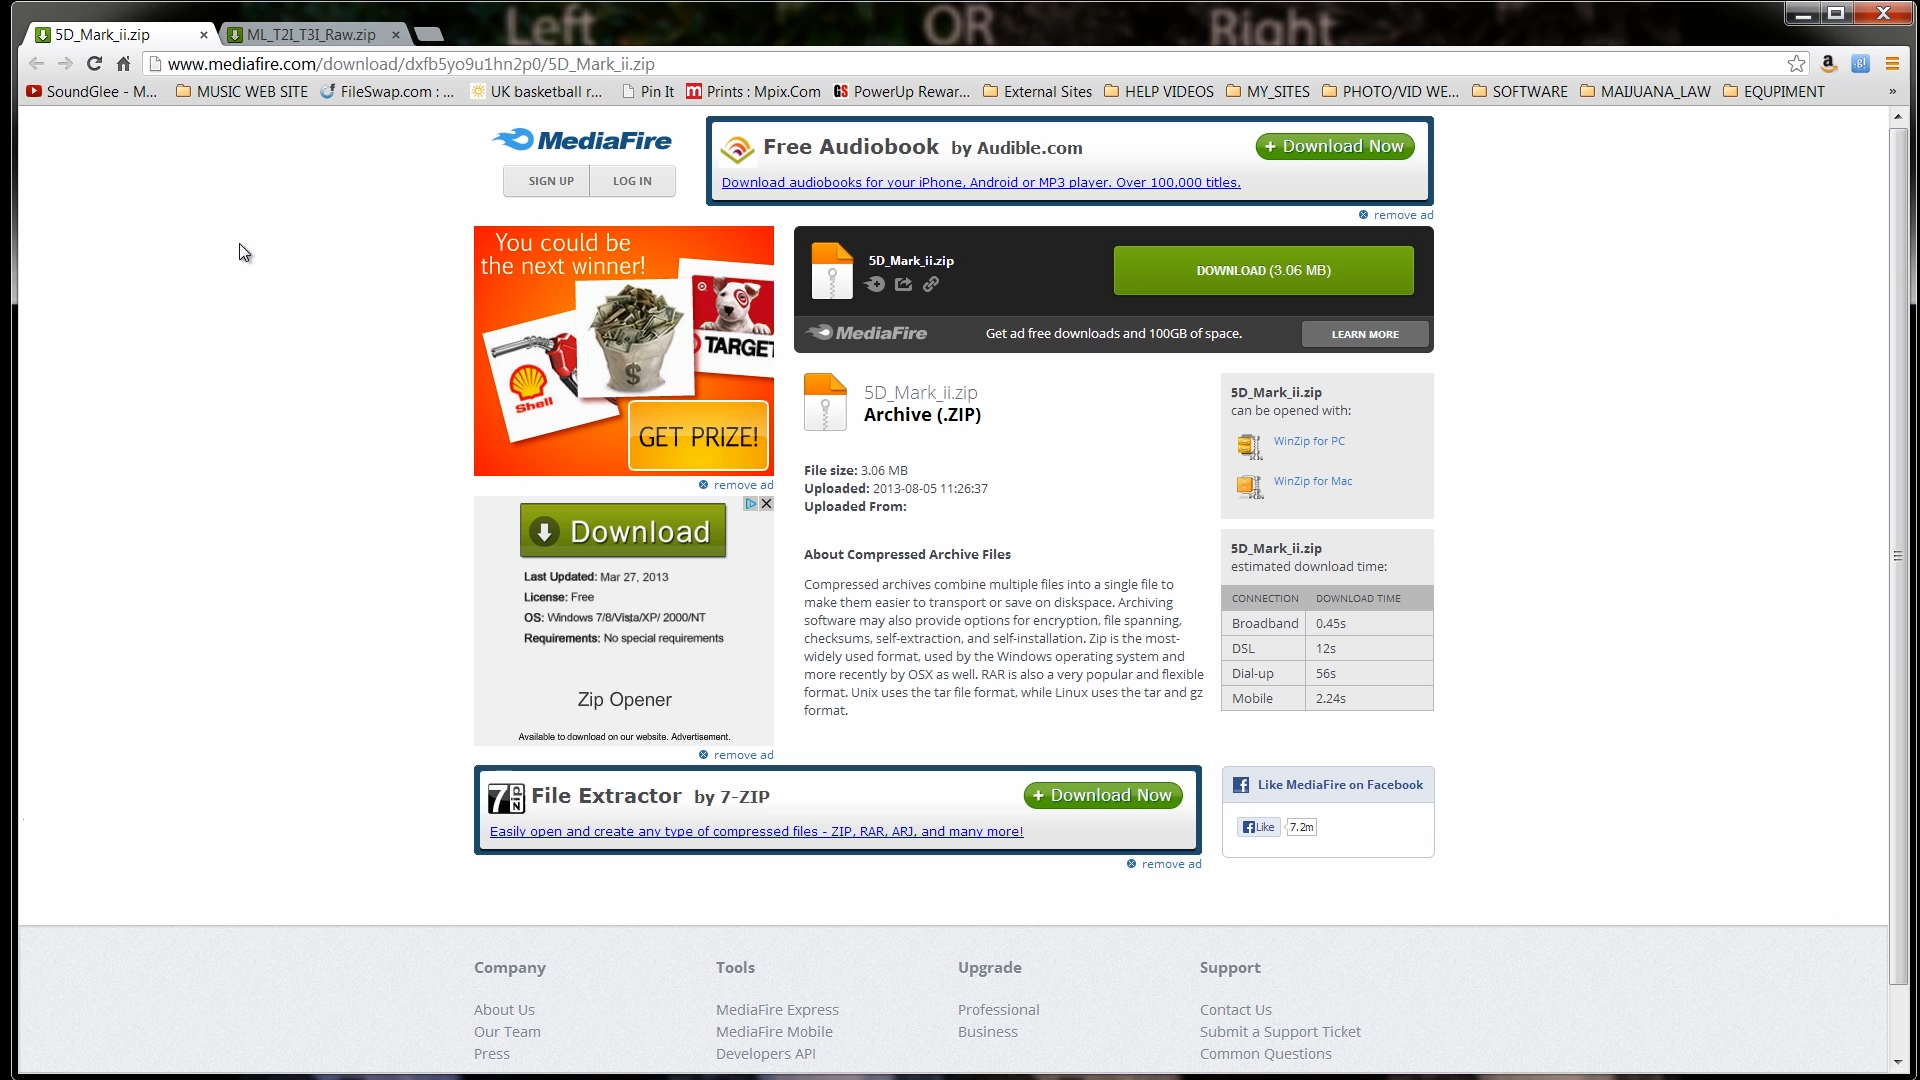 Left OR Right
5D_Mark_ii.zip
ML_T2I_T3I_Raw.zip
www.mediafire.com/download/dxfb5yo9u1hn2p0/5D_Mark_ii.zip
SoundGlee - M...
MUSIC WEB SITE
FileSwap.com : ...
UK basketball r...
Pin It
Prints : Mpix.Com
PowerUp Rewar...
External Sites
HELP VIDEOS
MY_SITES
PHOTO/VID WE...
SOFTWARE
MAIJUANA_LAW
EQUPIMENT
»
MediaFire
SIGN UP
LOG IN
Free Audiobook by Audible.com
+ Download Now
Download audiobooks for your iPhone, Android or MP3 player. Over 100,000 titles.
remove ad
You could be
the next winner!
Shell
$
TARGET
GET PRIZE!
remove ad
5D_Mark_ii.zip
DOWNLOAD (3.06 MB)
MediaFire
Get ad free downloads and 100GB of space.
LEARN MORE
5D_Mark_ii.zip
Archive (.ZIP)
File size: 3.06 MB
Uploaded: 2013-08-05 11:26:37
Uploaded From:
About Compressed Archive Files
Compressed archives combine multiple files into a single file to
make them easier to transport or save on diskspace. Archiving
software may also provide options for encryption, file spanning,
checksums, self-extraction, and self-installation. Zip is the most-
widely used format, used by the Windows operating system and
more recently by OSX as well. RAR is also a very popular and flexible
format. Unix uses the tar file format, while Linux uses the tar and gz
format.
5D_Mark_ii.zip
can be opened with:
WinZip for PC
WinZip for Mac
5D_Mark_ii.zip
estimated download time:
CONNECTION DOWNLOAD TIME
Broadband 0.45s
DSL 12s
Dial-up 56s
Mobile 2.24s
Download
Last Updated: Mar 27, 2013
License: Free
OS: Windows 7/8/Vista/XP/ 2000/NT
Requirements: No special requirements
Zip Opener
Available to download on our website. Advertisement.
remove ad
7 ZIP
File Extractor by 7-ZIP
+ Download Now
Easily open and create any type of compressed files - ZIP, RAR, ARJ, and many more!
remove ad
Like MediaFire on Facebook
Like
7.2m
Company
About Us
Our Team
Press
Tools
MediaFire Express
MediaFire Mobile
Developers API
Upgrade
Professional
Business
Support
Contact Us
Submit a Support Ticket
Common Questions